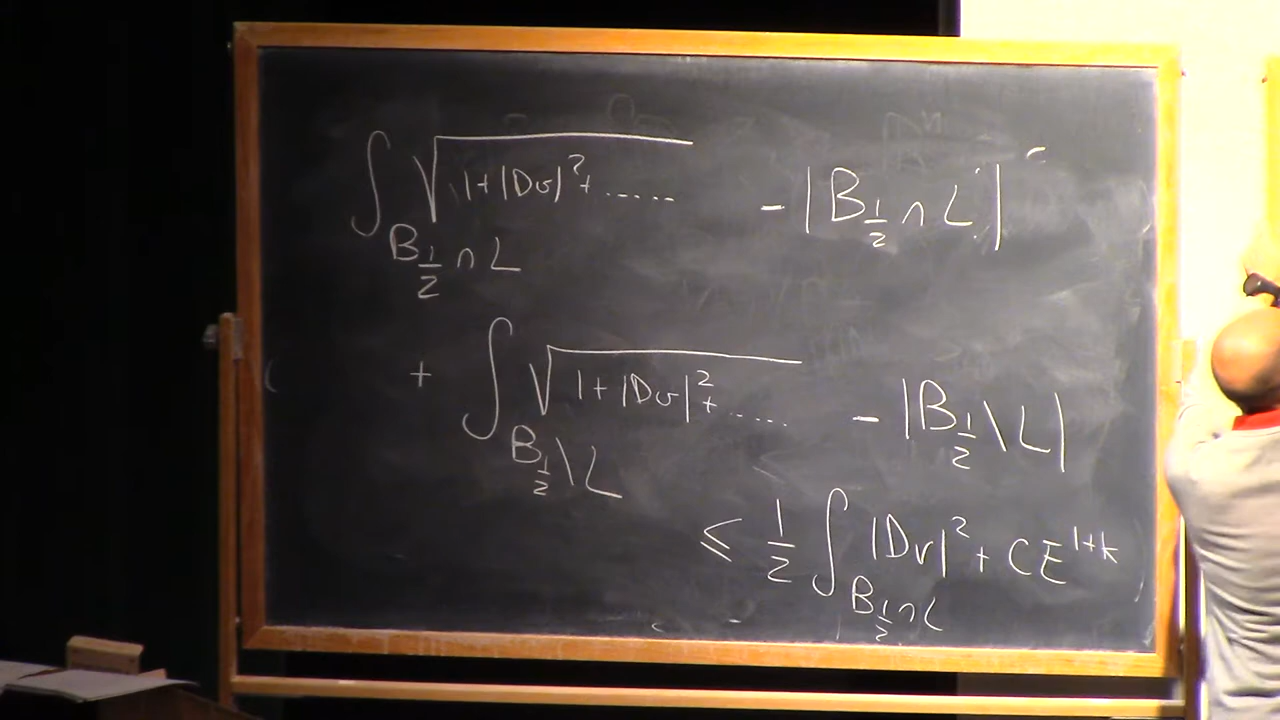 ∫_{B_{1/2} ∩ L} √(1+|Dv|²+......) - |B_{1/2} ∩ L|
+ ∫_{B_{1/2} \ L} √(1+|Dv|²+.....) - |B_{1/2} \ L|
≤ 1/2 ∫_{B_{1/2} ∩ L} |Dv|² + CE^{1+k}